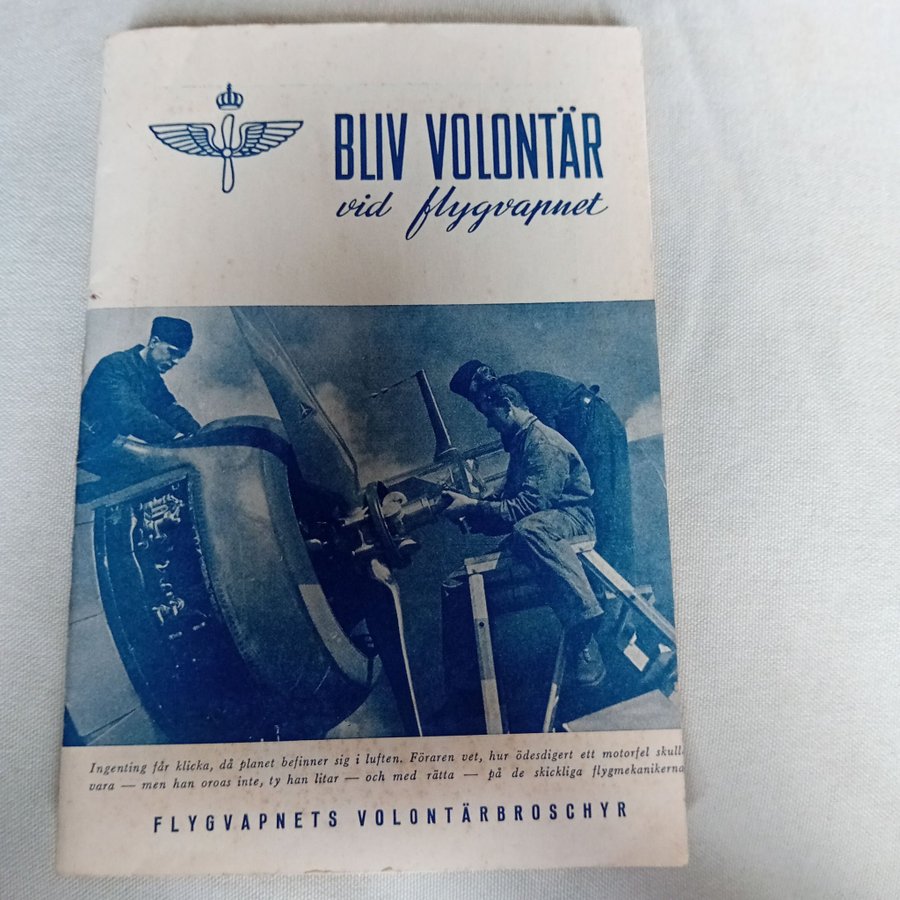 BLIV VOLONTÄR
vid flygvapnet
Ingenting får klicka, då planet befinner sig i luften. Föraren vet, hur ödesdigert ett motorfel skull
vara — men han oroas inte, ty han litar — och med rätta — på de skickliga flygmekanikerna
FLYGVAPNETS VOLONTÄRBROSCHYR